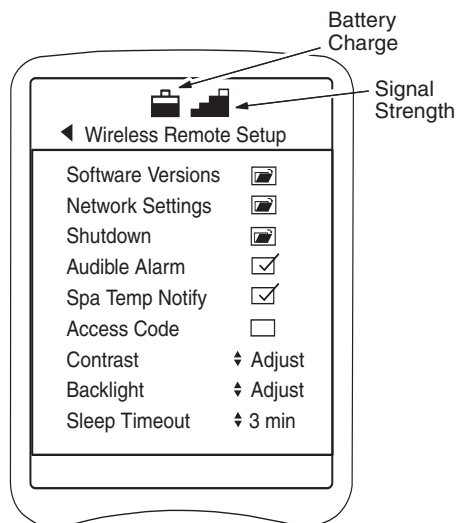 Battery
Charge
Signal
Strength
Wireless Remote Setup
Software Versions
Network Settings
Shutdown
Audible Alarm
Spa Temp Notify
Access Code
Contrast Adjust
Backlight Adjust
Sleep Timeout 3 min